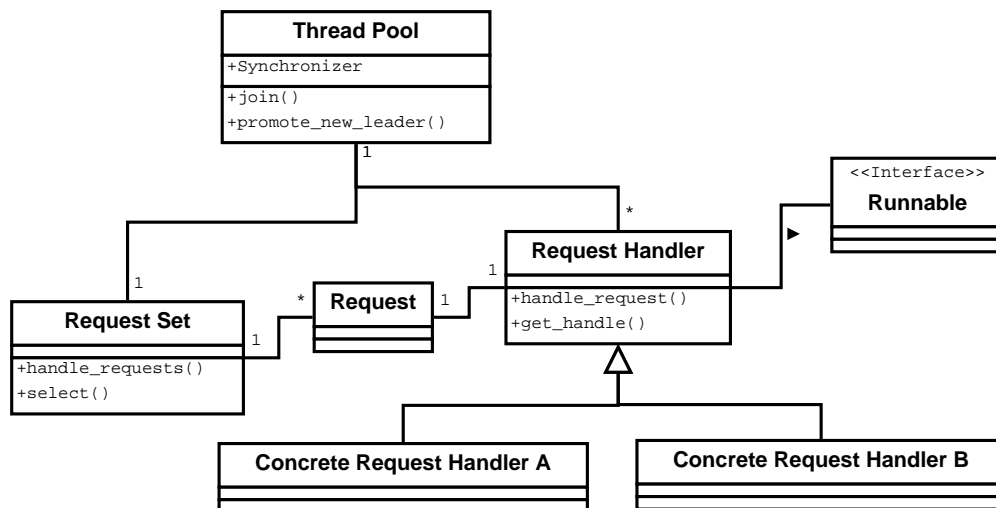 Thread Pool
+Synchronizer
+join()
+promote_new_leader()
1
<<Interface>>
Runnable
*
Request Handler
+handle_request()
+get_handle()
1
1
Request Set
+handle_requests()
+select()
1
*
Request
1
Concrete Request Handler A
Concrete Request Handler B